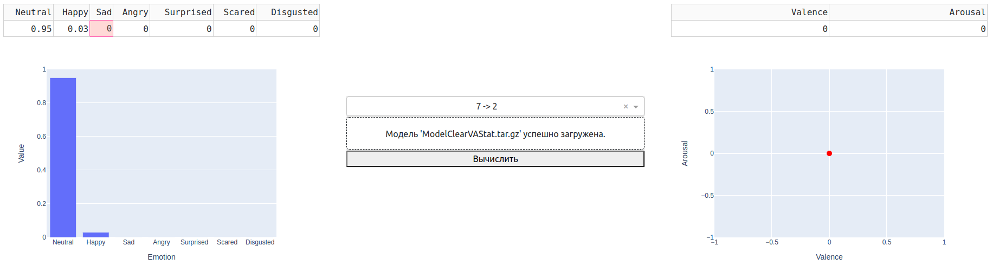 Neutral Happy Sad Angry Surprised Scared Disgusted
0.95 0.03 0 0 0 0 0
Valence Arousal
0 0
1
0.8
0.6
0.4
0.2
0
Value
Neutral Happy Sad Angry Surprised Scared Disgusted
Emotion
7 -> 2
× 
Модель 'ModelClearVAStat.tar.gz' успешно загружена.
Вычислить
1
0.5
0
−0.5
−1
Arousal
−1 −0.5 0 0.5 1
Valence